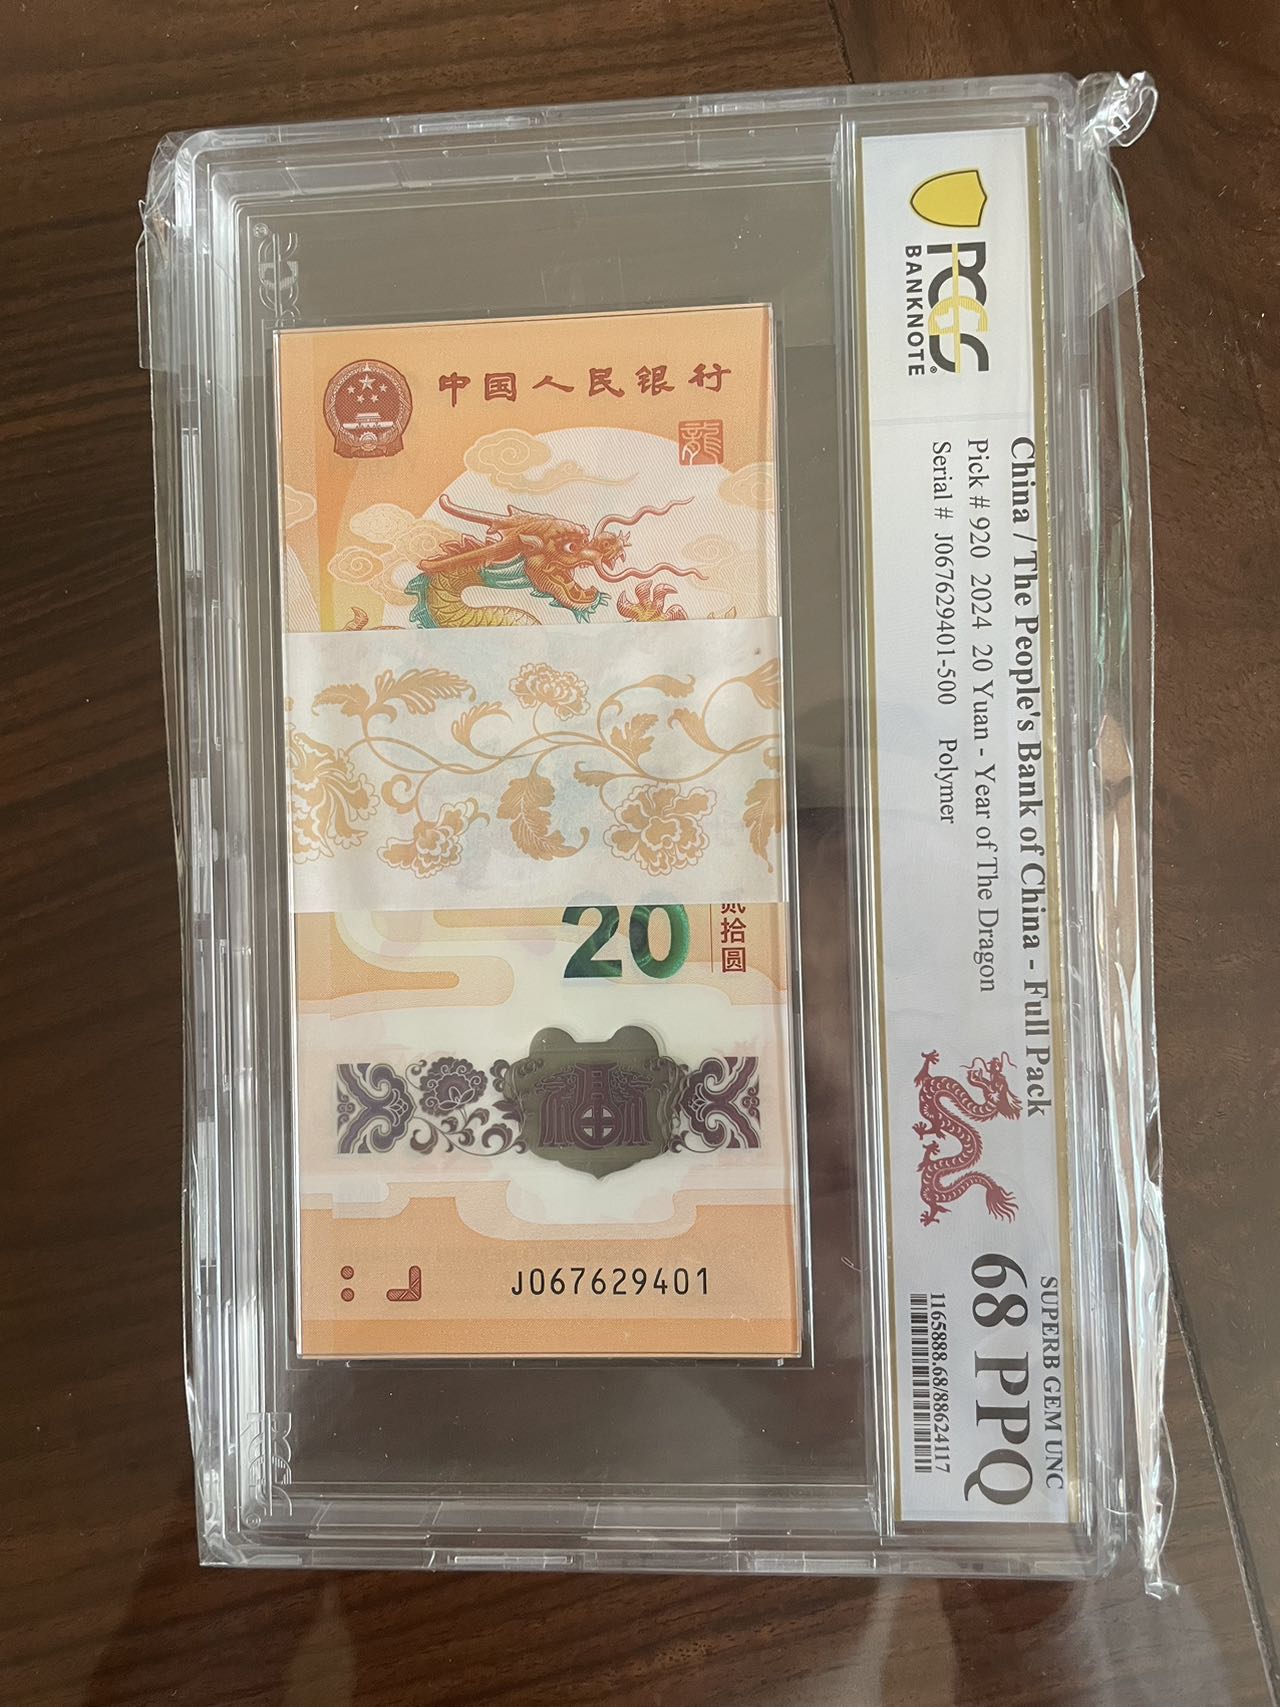 PCGS
BANKNOTE
China / The People's Bank of China - Full Pack
Pick # 920 2024 20 Yuan - Year of The Dragon
Serial # J067629401-500 Polymer
SUPERB GEM UNC
68 PPQ
1165888.68/88624117
中国人民银行
龍
20
贰拾圆
J067629401